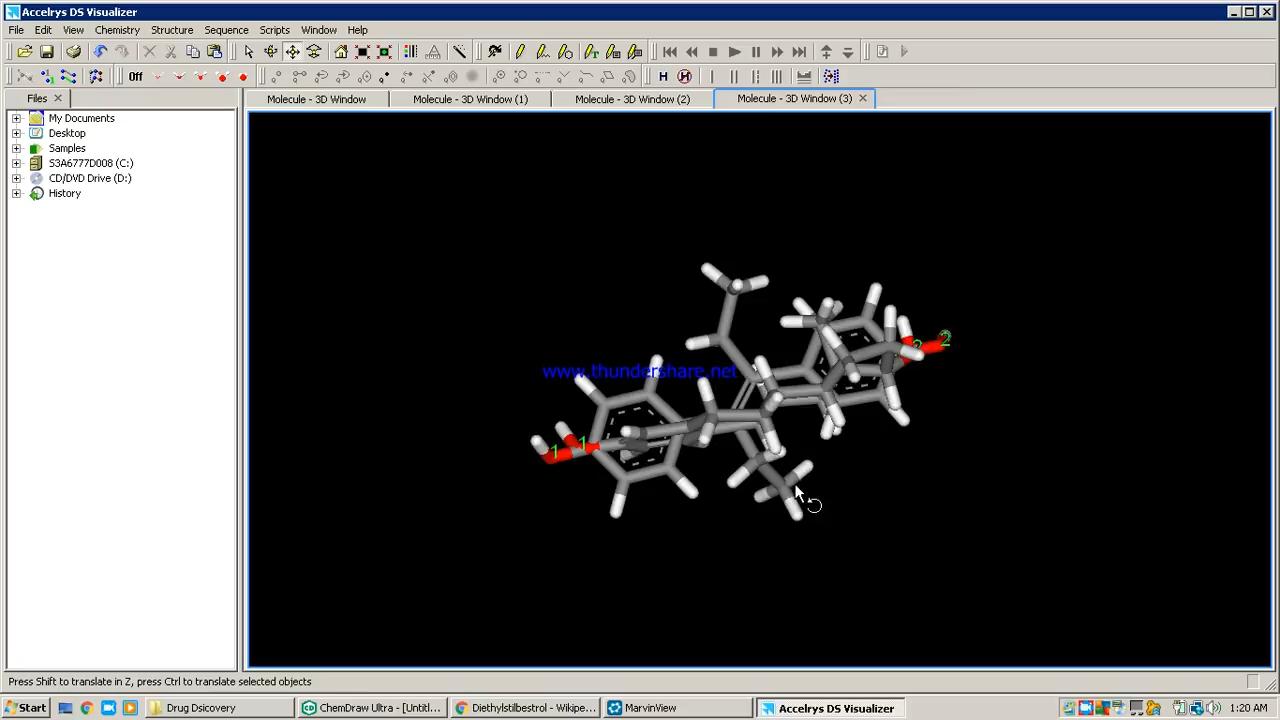 Accelrys DS Visualizer
File Edit View Chemistry Structure Sequence Scripts Window Help
Off
H H
Files
Molecule - 3D Window
Molecule - 3D Window (1)
Molecule - 3D Window (2)
Molecule - 3D Window (3)
My Documents
Desktop
Samples
S3A6777D008 (C:)
CD/DVD Drive (D:)
History
2 2
www.thundershare.net
1 1
Press Shift to translate in Z, press Ctrl to translate selected objects
Start
Drug Dsicovery
ChemDraw Ultra - [Untitl...
Diethylstilbestrol - Wikipe...
MarvinView
Accelrys DS Visualizer
1:20 AM